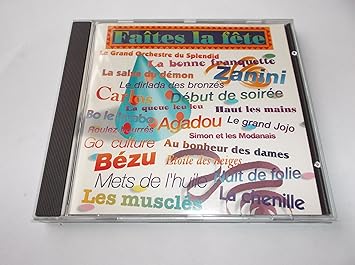 Faîtes la fête
Le Grand Orchestre du Splendid
La bonne franquette
La salsa du démon
Zanini
Le dirlada des bronzés
Carlos
Début de soirée
La queue leu leu
Haut les mains
Bo le lavabo
Agadou
Le grand Jojo
Roulez bourrés
Simon et les Modanais
Go culture
Au bonheur des dames
Bézu
Etoile des neiges
Mets de l'huile
Nuit de folie
Les musclés
La chenille